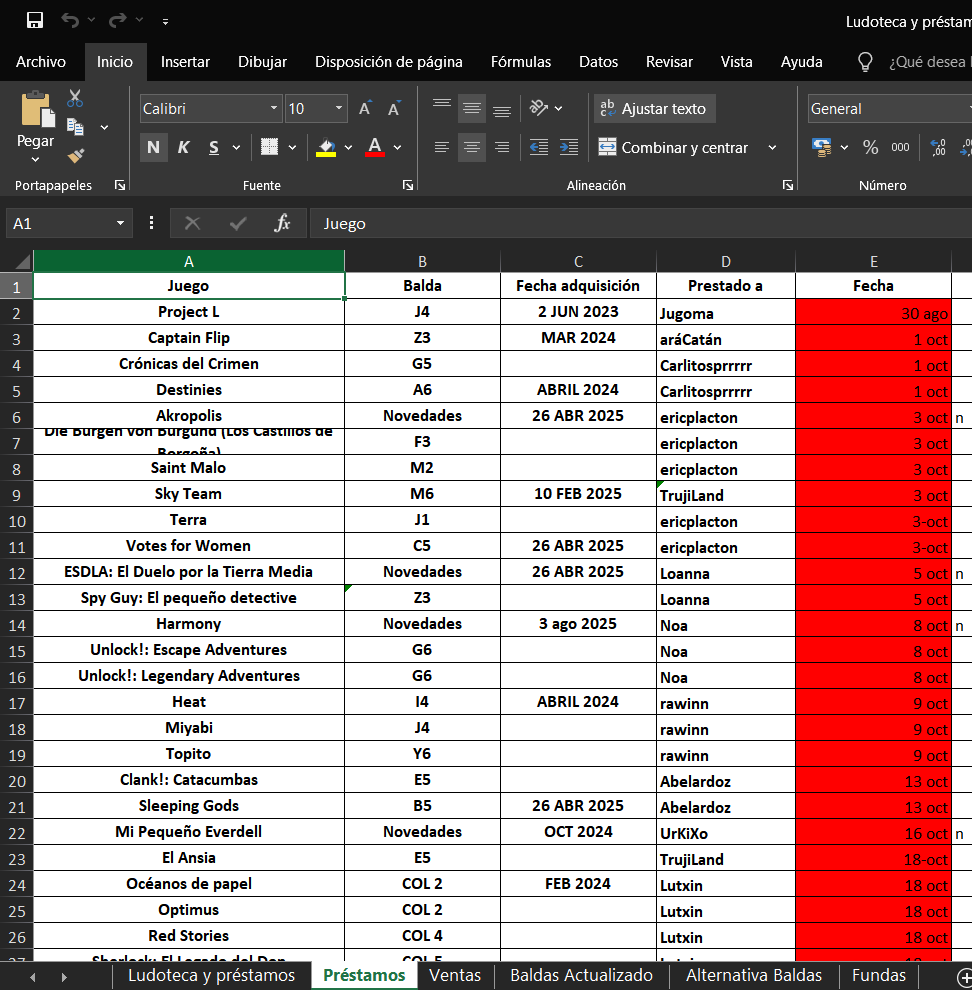 Ludoteca y préstam
Archivo Inicio Insertar Dibujar Disposición de página Fórmulas Datos Revisar Vista Ayuda ¿Qué desea
Pegar
Portapapeles
Calibri 10
N K S
Fuente
Ajustar texto
Combinar y centrar
Alineación
General
% 000
Número
A1 fx Juego
A B C D E
1 Juego Balda Fecha adquisición Prestado a Fecha
2 Project L J4 2 JUN 2023 Jugoma 30 ago
3 Captain Flip Z3 MAR 2024 aráCatán 1 oct
4 Crónicas del Crimen G5 Carlitosprrrrr 1 oct
5 Destinies A6 ABRIL 2024 Carlitosprrrrr 1 oct
6 Akropolis Novedades 26 ABR 2025 ericplacton 3 oct n
7 Die Burgen von Burgund (Los Castillos de Borgoña) F3 ericplacton 3 oct
8 Saint Malo M2 ericplacton 3 oct
9 Sky Team M6 10 FEB 2025 TrujiLand 3 oct
10 Terra J1 ericplacton 3-oct
11 Votes for Women C5 26 ABR 2025 ericplacton 3-oct
12 ESDLA: El Duelo por la Tierra Media Novedades 26 ABR 2025 Loanna 5 oct n
13 Spy Guy: El pequeño detective Z3 Loanna 5 oct
14 Harmony Novedades 3 ago 2025 Noa 8 oct n
15 Unlock!: Escape Adventures G6 Noa 8 oct
16 Unlock!: Legendary Adventures G6 Noa 8 oct
17 Heat I4 ABRIL 2024 rawinn 9 oct
18 Miyabi J4 rawinn 9 oct
19 Topito Y6 rawinn 9 oct
20 Clank!: Catacumbas E5 Abelardoz 13 oct
21 Sleeping Gods B5 26 ABR 2025 Abelardoz 13 oct
22 Mi Pequeño Everdell Novedades OCT 2024 UrKiXo 16 oct n
23 El Ansia E5 TrujiLand 18-oct
24 Océanos de papel COL 2 FEB 2024 Lutxin 18 oct
25 Optimus COL 2 Lutxin 18 oct
26 Red Stories COL 4 Lutxin 18 oct
Ludoteca y préstamos Préstamos Ventas Baldas Actualizado Alternativa Baldas Fundas